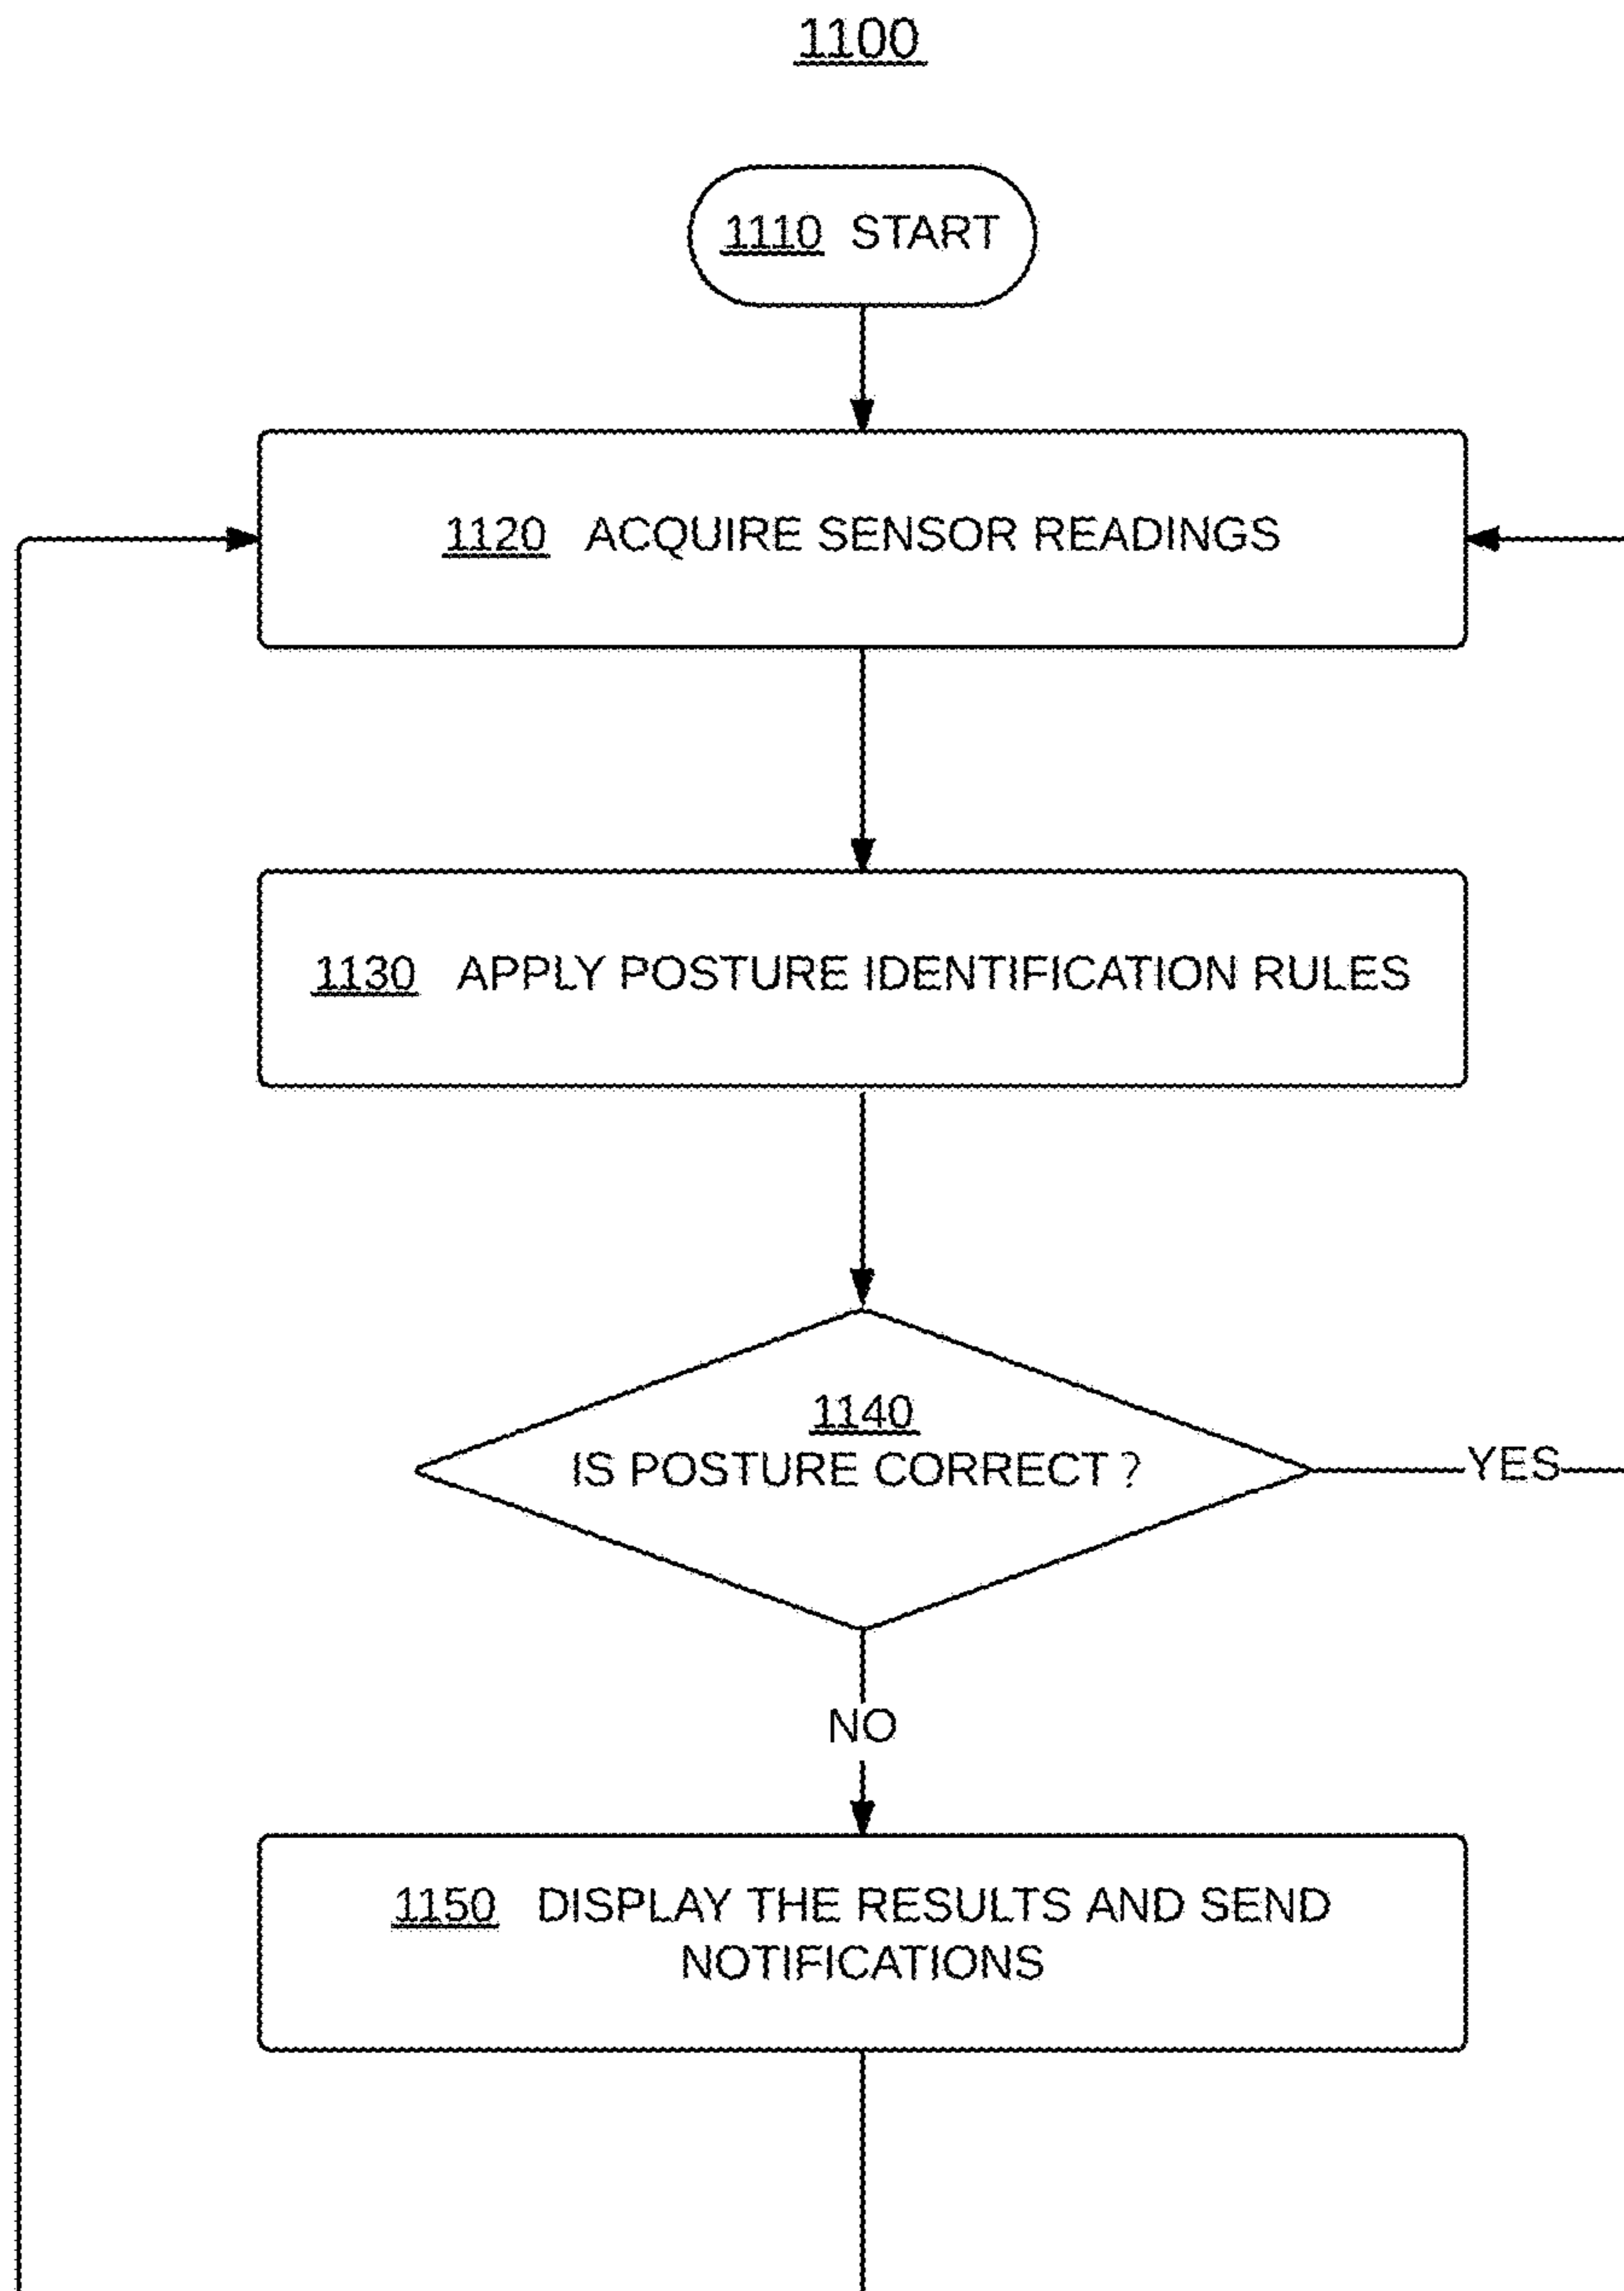 1100
1110 START
1120 ACQUIRE SENSOR READINGS
1130 APPLY POSTURE IDENTIFICATION RULES
1140
IS POSTURE CORRECT ?
YES
NO
1150 DISPLAY THE RESULTS AND SEND
NOTIFICATIONS